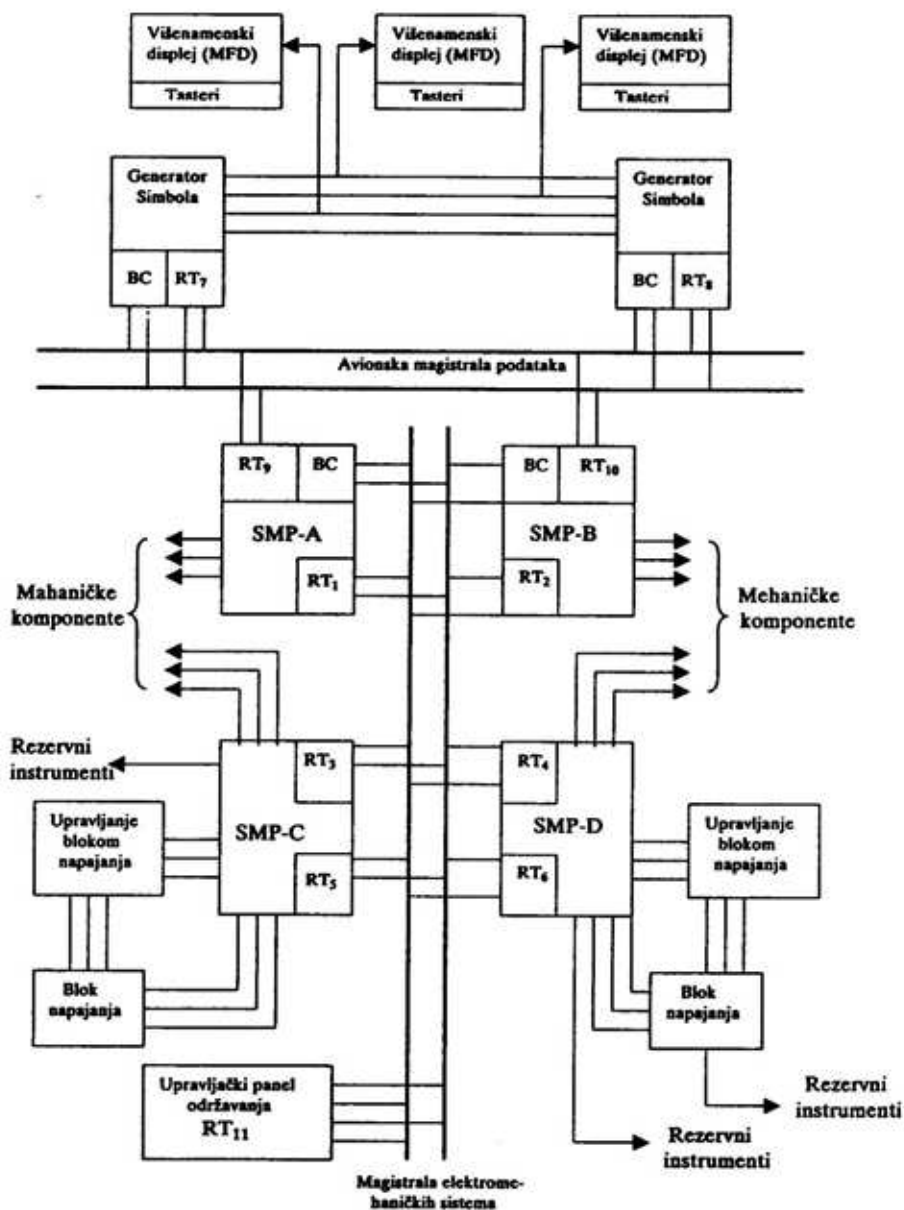 Višenamenski
displej (MFD)
Tasteri
Višenamenski
displej (MFD)
Tasteri
Višenamenski
displej (MFD)
Tasteri
Generator
Simbola
BC
RT7
Generator
Simbola
BC
RT8
Avionska magistrala podataka
RT9
BC
SMP-A
RT1
BC
RT10
SMP-B
RT2
Mahaničke
komponente
Mehaničke
komponente
Rezervni
instrumenti
RT3
SMP-C
RT5
RT4
SMP-D
RT6
Upravljanje
blokom
napajanja
Upravljanje
blokom
napajanja
Blok
napajanja
Blok
napajanja
Upravljački panel
održavanja
RT11
Rezervni
instrumenti
Rezervni
instrumenti
Magistrala elektrome-
haničkih sistema